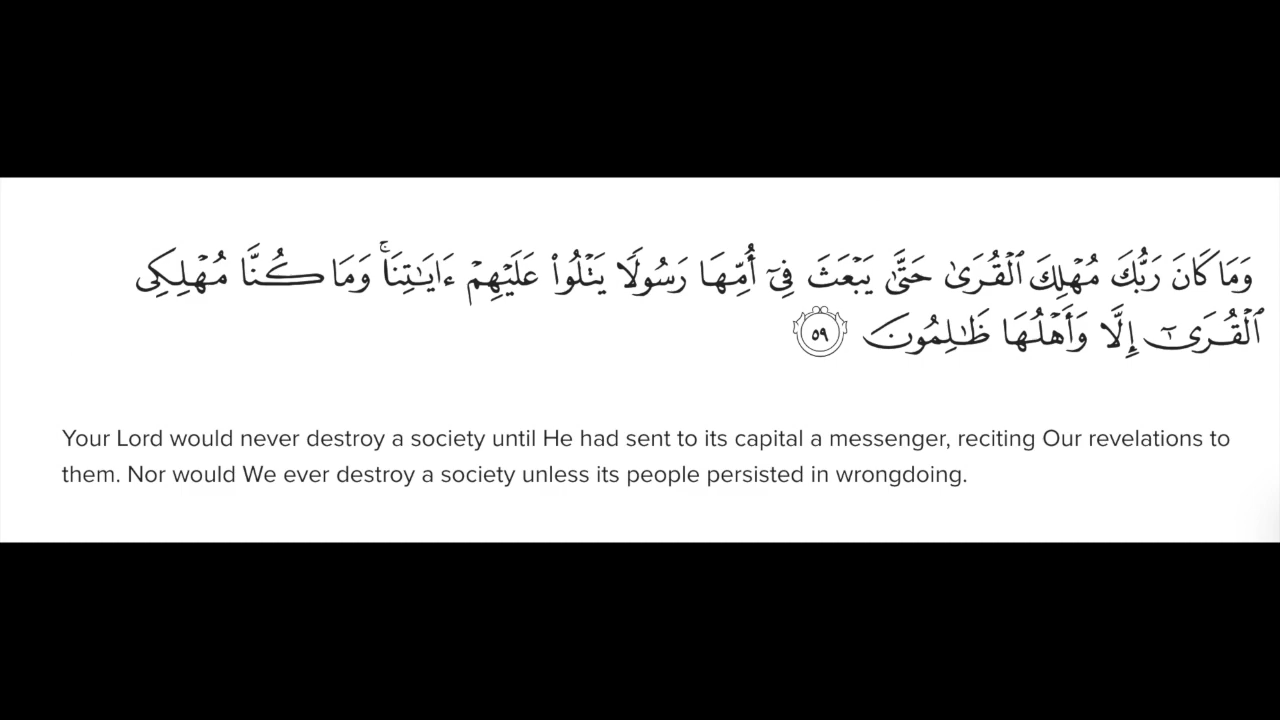 وَمَا كَانَ رَبُّكَ مُهْلِكَ ٱلْقُرَىٰ حَتَّىٰ يَبْعَثَ فِىٓ أُمِّهَا رَسُولًا يَتْلُوا۟ عَلَيْهِمْ ءَايَـٰتِنَا ۚ وَمَا كُنَّا مُهْلِكِى
ٱلْقُرَىٰٓ إِلَّا وَأَهْلُهَا ظَـٰلِمُونَ ٥٩
Your Lord would never destroy a society until He had sent to its capital a messenger, reciting Our revelations to
them. Nor would We ever destroy a society unless its people persisted in wrongdoing.